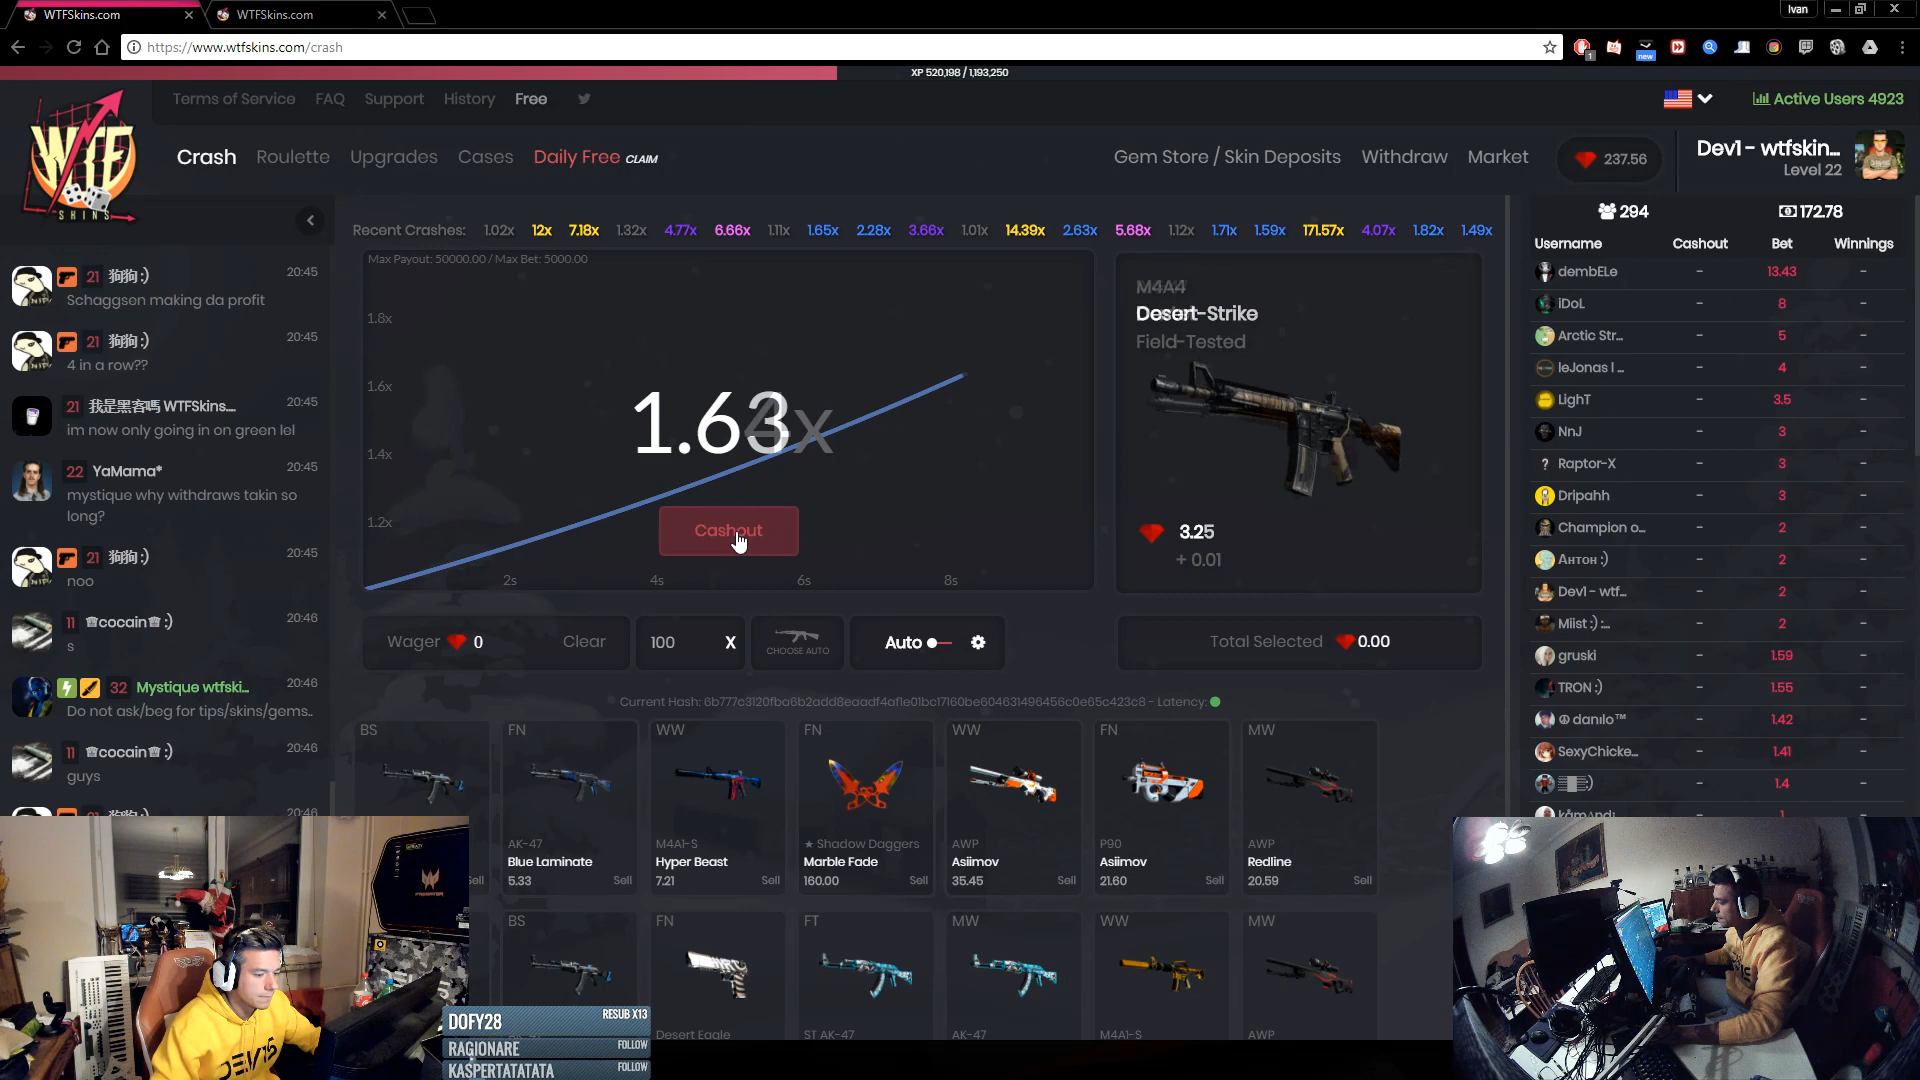 WTFSkins.com
WTFSkins.com
Ivan
https://www.wtfskins.com/crash
1
new
XP 520,198 / 1,193,250
Terms of Service
FAQ
Support
History
Free
Active Users 4923
WTF
SKINS
Crash
Roulette
Upgrades
Cases
Daily Free CLAIM
Gem Store / Skin Deposits
Withdraw
Market
237.56
Dev1 - wtfskin...
Level 22
Recent Crashes: 1.02x 12x 7.18x 1.32x 4.77x 6.66x 1.11x 1.65x 2.28x 3.66x 1.01x 14.39x 2.63x 5.68x 1.12x 1.71x 1.59x 171.57x 4.07x 1.82x 1.49x
Max Payout: 50000.00 / Max Bet: 5000.00
1.8x
1.6x
1.4x
1.2x
2s 4s 6s 8s
Cashout
M4A4
Desert-Strike
Field-Tested
3.25
+ 0.01
Wager 0 Clear
100 X
CHOOSE AUTO
Auto
Total Selected 0.00
Current Hash: 6b777c3120fba6b2add8eaadf4af1e01bc17160be604631496456c0e65c423c8 - Latency:
21 狗狗 :) 20:45
Schaggsen making da profit
21 狗狗 :) 20:45
4 in a row??
21 我是黑客嗎 WTFSkins.... 20:45
im now only going in on green lel
22 YaMama* 20:45
mystique why withdraws takin so
long?
21 狗狗 :) 20:45
noo
11 ♕cocain♕ :) 20:46
s
32 Mystique wtfski... 20:46
Do not ask/beg for tips/skins/gems..
11 ♕cocain♕ :) 20:46
guys
20:46
294
172.78
Username Cashout Bet Winnings
dembELe - 13.43 -
iDoL - 8 -
Arctic Str... - 5 -
leJonas l ... - 4 -
LighT - 3.5 -
NnJ - 3 -
Raptor-X - 3 -
Dripahh - 3 -
Champion o... - 2 -
Антон :) - 2 -
Dev1 - wtf... - 2 -
Miist :) :... - 2 -
gruski - 1.59 -
TRON :) - 1.55 -
☮ danılo™ - 1.42 -
SexyChicke... - 1.41 -
- 1.4 -
BS
FN
AK-47
Blue Laminate
5.33 Sell
WW
M4A1-S
Hyper Beast
7.21 Sell
FN
★ Shadow Daggers
Marble Fade
160.00 Sell
WW
AWP
Asiimov
35.45 Sell
FN
P90
Asiimov
21.60 Sell
MW
AWP
Redline
20.59 Sell
BS
FN
Desert Eagle
FT
ST AK-47
MW
AK-47
WW
M4A1-S
MW
AWP
PREDATOR
DOFY28 RESUB X13
RAGIONARE FOLLOW
KASPERTATATATA FOLLOW